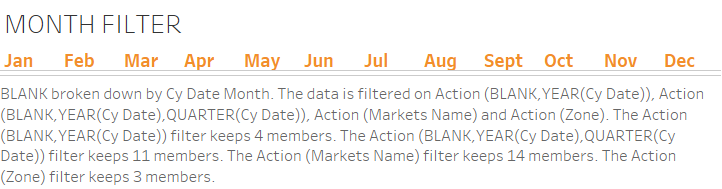 MONTH FILTER
Jan Feb Mar Apr May Jun Jul Aug Sept Oct Nov Dec
BLANK broken down by Cy Date Month. The data is filtered on Action (BLANK,YEAR(Cy Date)), Action
(BLANK,YEAR(Cy Date),QUARTER(Cy Date)), Action (Markets Name) and Action (Zone). The Action
(BLANK,YEAR(Cy Date)) filter keeps 4 members. The Action (BLANK,YEAR(Cy Date),QUARTER(Cy
Date)) filter keeps 11 members. The Action (Markets Name) filter keeps 14 members. The Action
(Zone) filter keeps 3 members.